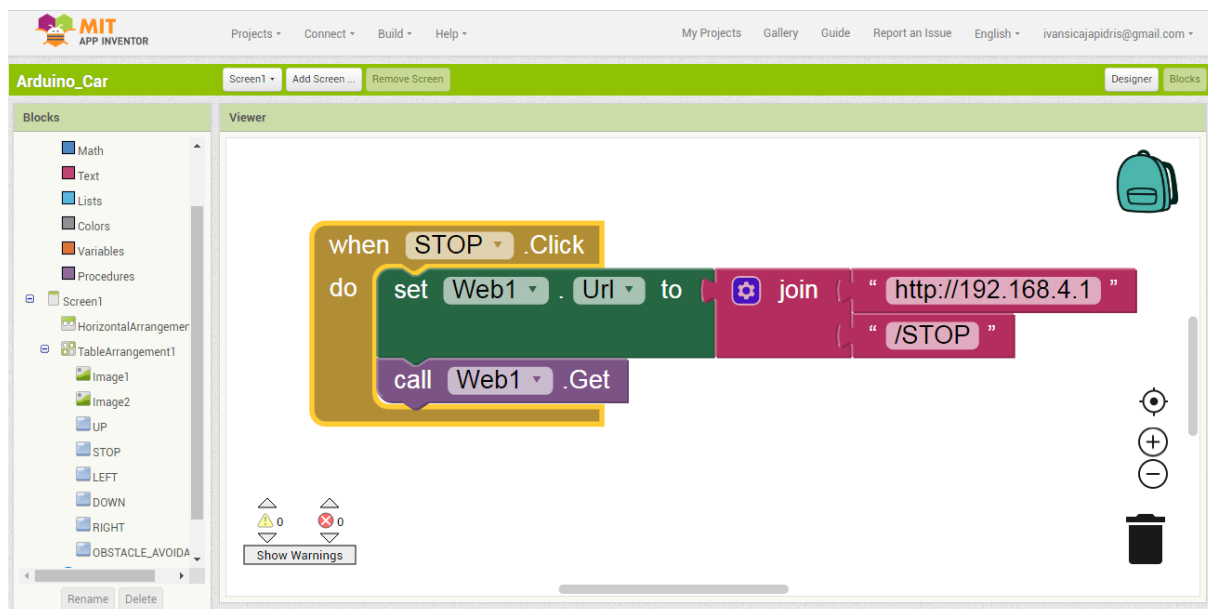 MIT
APP INVENTOR
Projects Connect Build Help My Projects Gallery Guide Report an Issue English ivansicajapidris@gmail.com
Arduino_Car Screen1 Add Screen ... Remove Screen Designer Blocks
Blocks Viewer
Math
Text
Lists
Colors
Variables
Procedures
Screen1
HorizontalArrangemer
TableArrangement1
Image1
Image2
UP
STOP
LEFT
DOWN
RIGHT
OBSTACLE_AVOIDA
Rename Delete
when STOP .Click
do set Web1 . Url to join “ http://192.168.4.1 ”
“ /STOP ”
call Web1 .Get
0 0
Show Warnings